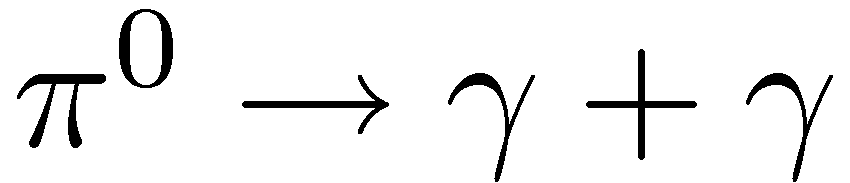 π⁰ → γ + γ